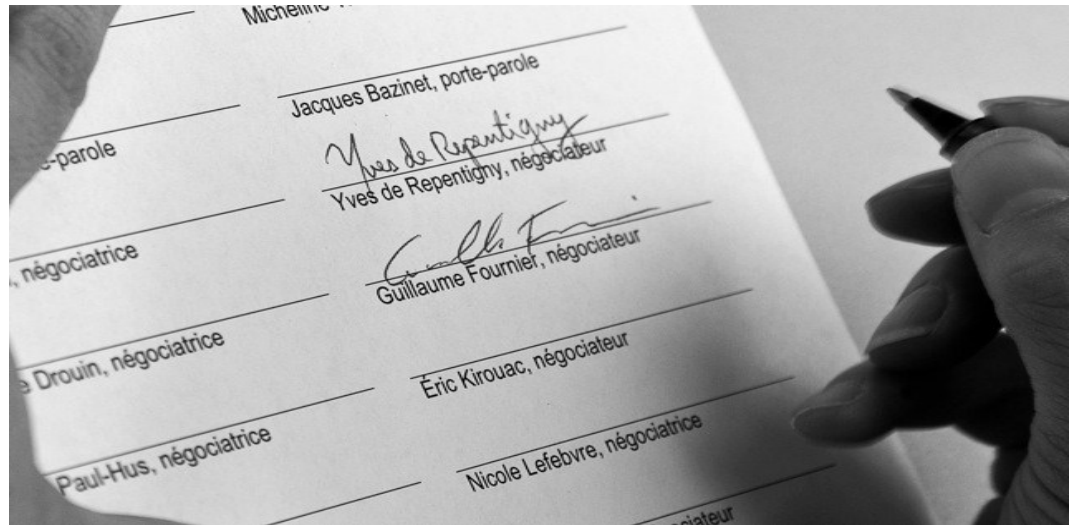 Micheline
Jacques Bazinet, porte-parole
-parole
Yves de Repentigny
Yves de Repentigny, négociateur
, négociatrice
Guillaume Fournier, négociateur
Drouin, négociatrice
Éric Kirouac, négociateur
Paul-Hus, négociatrice
Nicole Lefebvre, négociatrice